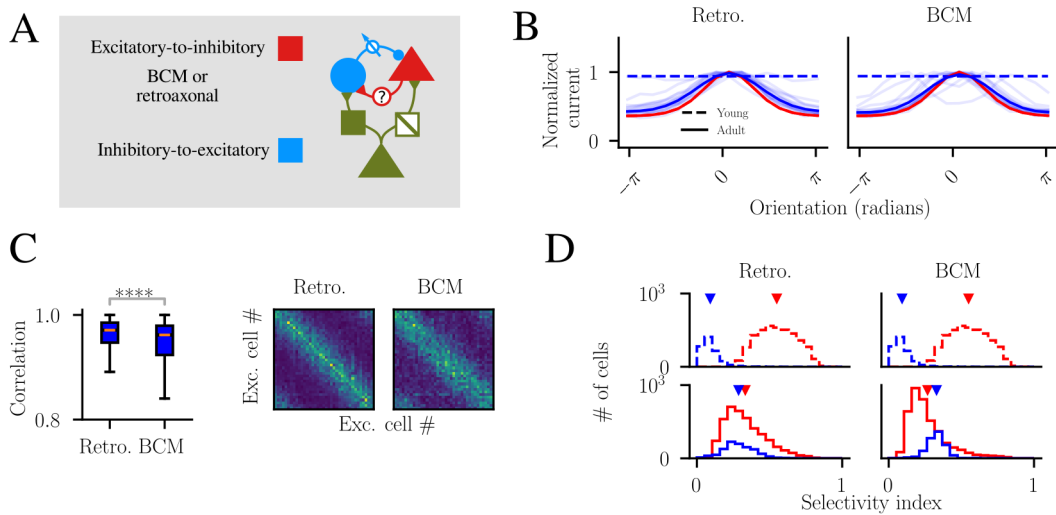 A
Excitatory-to-inhibitory
BCM or
retroaxonal
Inhibitory-to-excitatory
?
B
Retro.
BCM
Normalized
current
1
0
Young
Adult
−π
0
π
−π
0
π
Orientation (radians)
C
****
Correlation
1.0
0.8
Retro. BCM
Retro.
BCM
Exc. cell #
Exc. cell #
D
Retro.
BCM
# of cells
10³
0
10³
0
0
1
0
1
Selectivity index